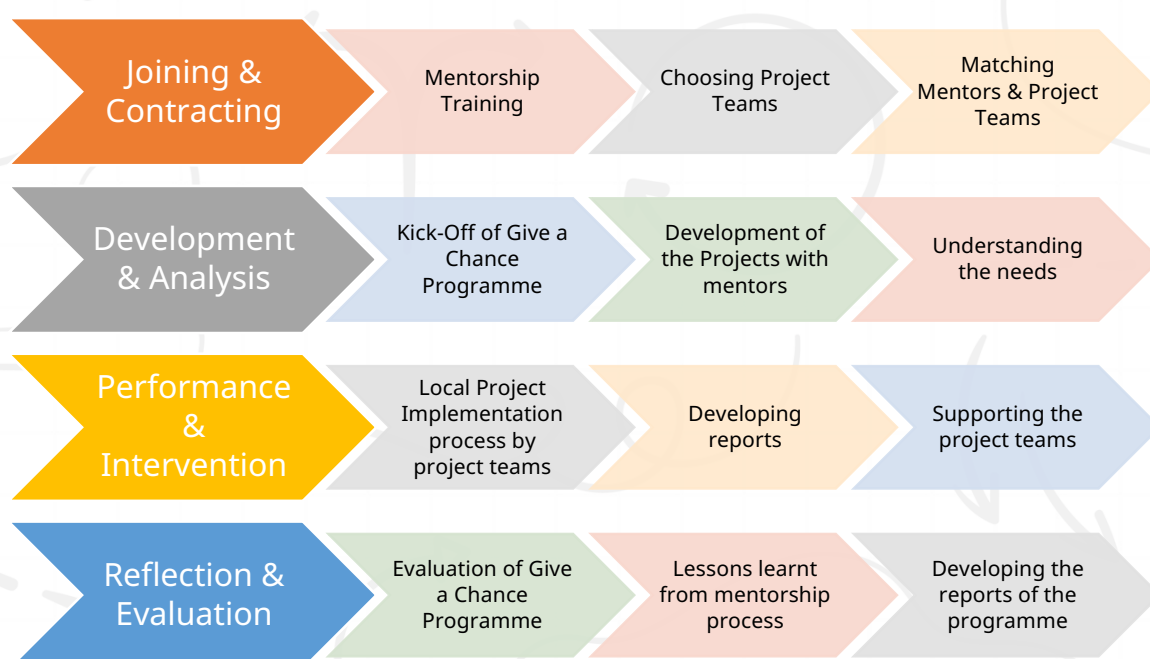 Joining &
Contracting
Mentorship
Training
Choosing Project
Teams
Matching
Mentors & Project
Teams
Development
& Analysis
Kick-Off of Give a
Chance
Programme
Development of
the Projects with
mentors
Understanding
the needs
Performance
&
Intervention
Local Project
Implementation
process by
project teams
Developing
reports
Supporting the
project teams
Reflection &
Evaluation
Evaluation of Give
a Chance
Programme
Lessons learnt
from mentorship
process
Developing the
reports of the
programme